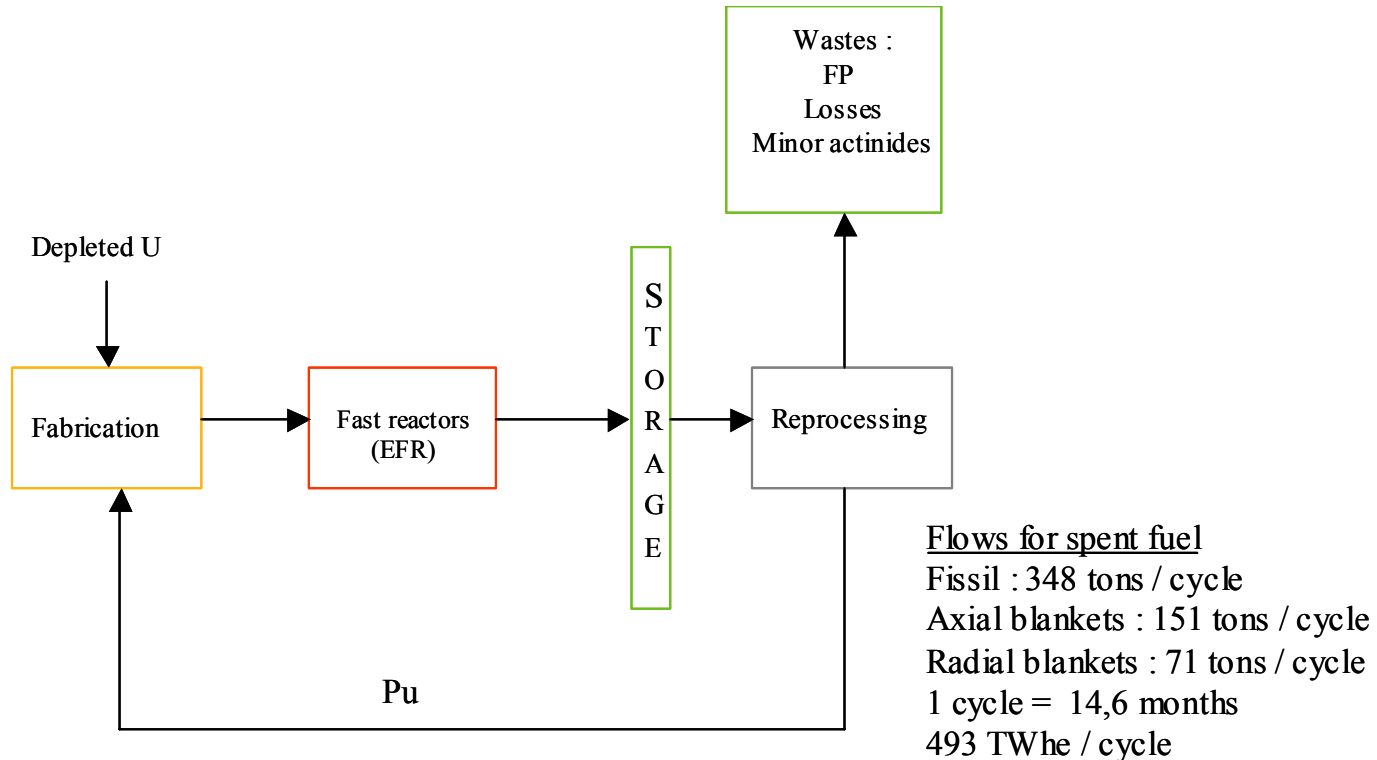 Wastes :
FP
Losses
Minor actinides
Depleted U
Fabrication
Fast reactors
(EFR)
S
T
O
R
A
G
E
Reprocessing
Pu
Flows for spent fuel
Fissil : 348 tons / cycle
Axial blankets : 151 tons / cycle
Radial blankets : 71 tons / cycle
1 cycle = 14,6 months
493 TWhe / cycle